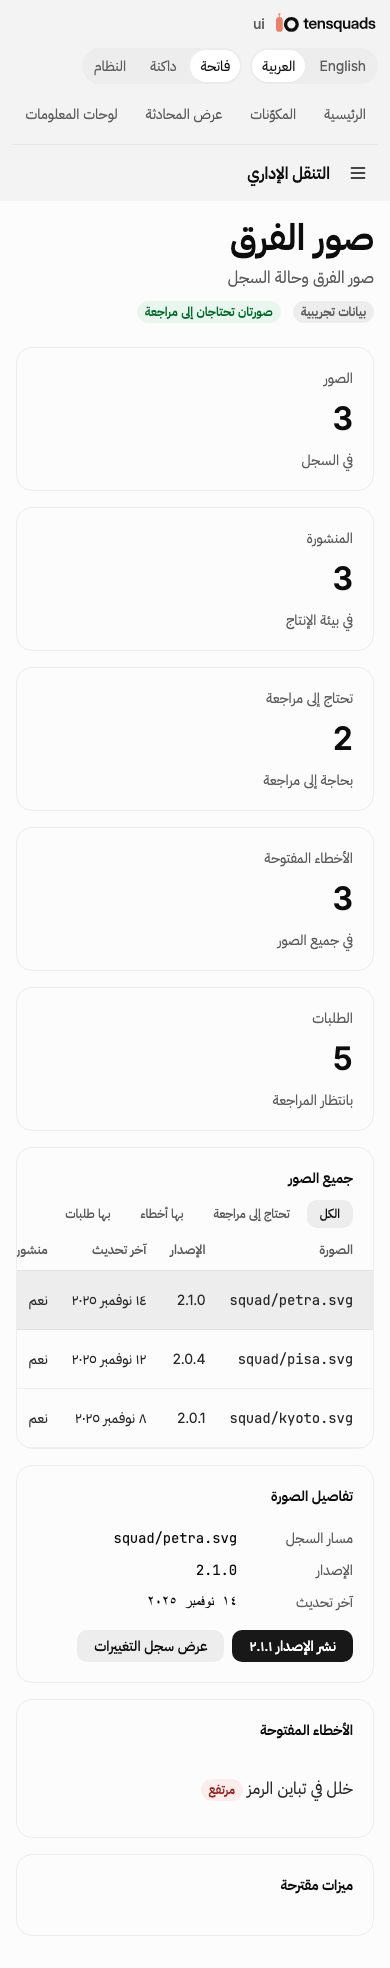 tensquads ui
English العربية فاتحة داكنة النظام
الرئيسية المكوّنات عرض المحادثة لوحات المعلومات
التنقل الإداري
صور الفرق
صور الفرق وحالة السجل
بيانات تجريبية صورتان تحتاجان إلى مراجعة
الصور
3
في السجل
المنشورة
3
في بيئة الإنتاج
تحتاج إلى مراجعة
2
بحاجة إلى مراجعة
الأخطاء المفتوحة
3
في جميع الصور
الطلبات
5
بانتظار المراجعة
جميع الصور
الكل تحتاج إلى مراجعة بها أخطاء بها طلبات
الصورة الإصدار آخر تحديث منشور
squad/petra.svg 2.1.0 ١٤ نوفمبر ٢٠٢٥ نعم
squad/pisa.svg 2.0.4 ١٢ نوفمبر ٢٠٢٥ نعم
squad/kyoto.svg 2.0.1 ٨ نوفمبر ٢٠٢٥ نعم
تفاصيل الصورة
مسار السجل squad/petra.svg
الإصدار 2.1.0
آخر تحديث ١٤ نوفمبر ٢٠٢٥
نشر الإصدار ٢.١.١ عرض سجل التغييرات
الأخطاء المفتوحة
خلل في تباين الرمز مرتفع
ميزات مقترحة